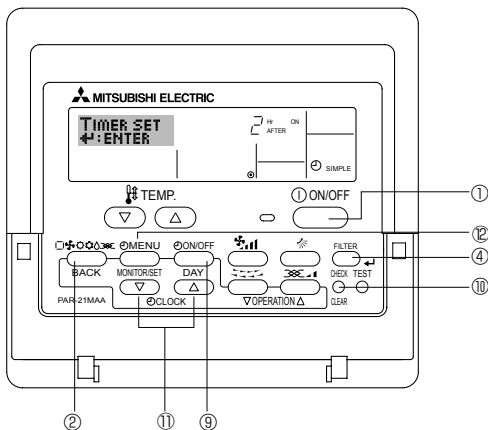 MITSUBISHI ELECTRIC
TIMER SET
↵:ENTER
2 Hr ON
AFTER
SIMPLE
TEMP.
ON/OFF
①
MENU
ON/OFF
FILTER
⑫
BACK
MONITOR/SET
DAY
CHECK TEST
④
PAR-21MAA
CLOCK
OPERATION
CLEAR
⑩
②
⑪
⑨